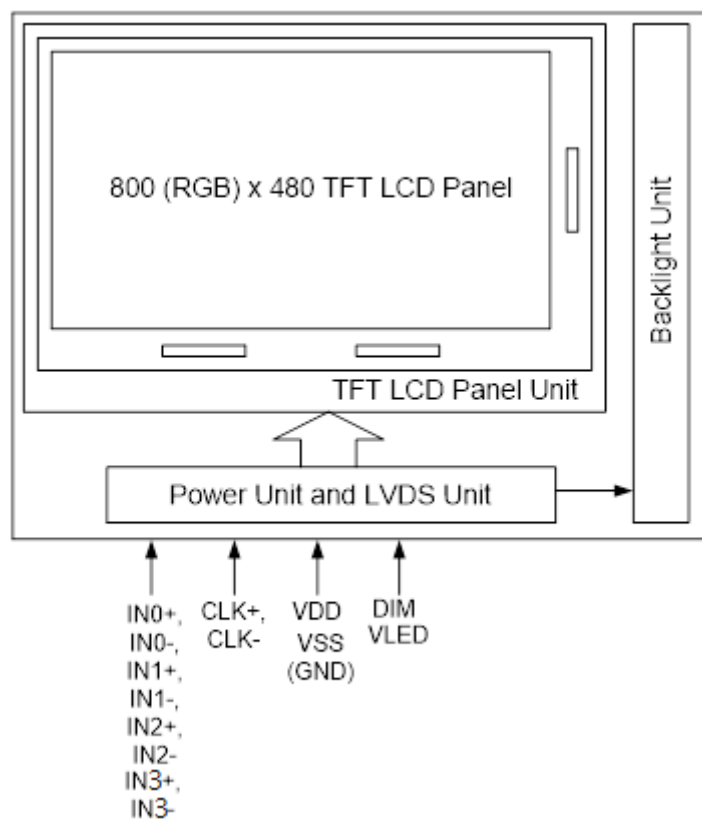 800 (RGB) x 480 TFT LCD Panel
Backlight Unit
TFT LCD Panel Unit
Power Unit and LVDS Unit
IN0+,
IN0-,
IN1+,
IN1-,
IN2+,
IN2-
IN3+,
IN3-
CLK+,
CLK-
VDD
VSS
(GND)
DIM
VLED